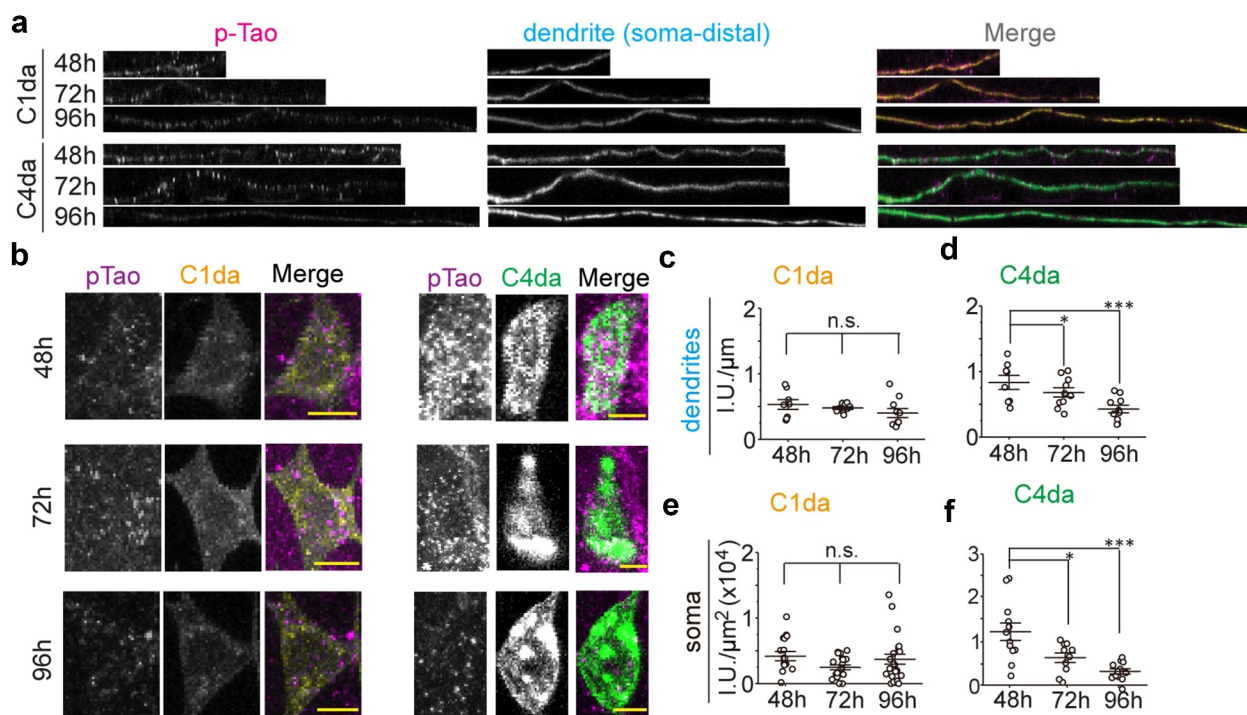 a
p-Tao dendrite (soma-distal) Merge
C1da
48h
72h
96h
C4da
48h
72h
96h
b
pTao C1da Merge pTao C4da Merge
48h
72h
96h
c
C1da
dendrites
I.U./µm
2
1
0
n.s.
48h 72h 96h
d
C4da
2
1
0
*
***
48h 72h 96h
e
C1da
soma
I.U./µm² (x10⁴)
2
1
0
n.s.
48h 72h 96h
f
C4da
3
2
1
0
*
***
48h 72h 96h